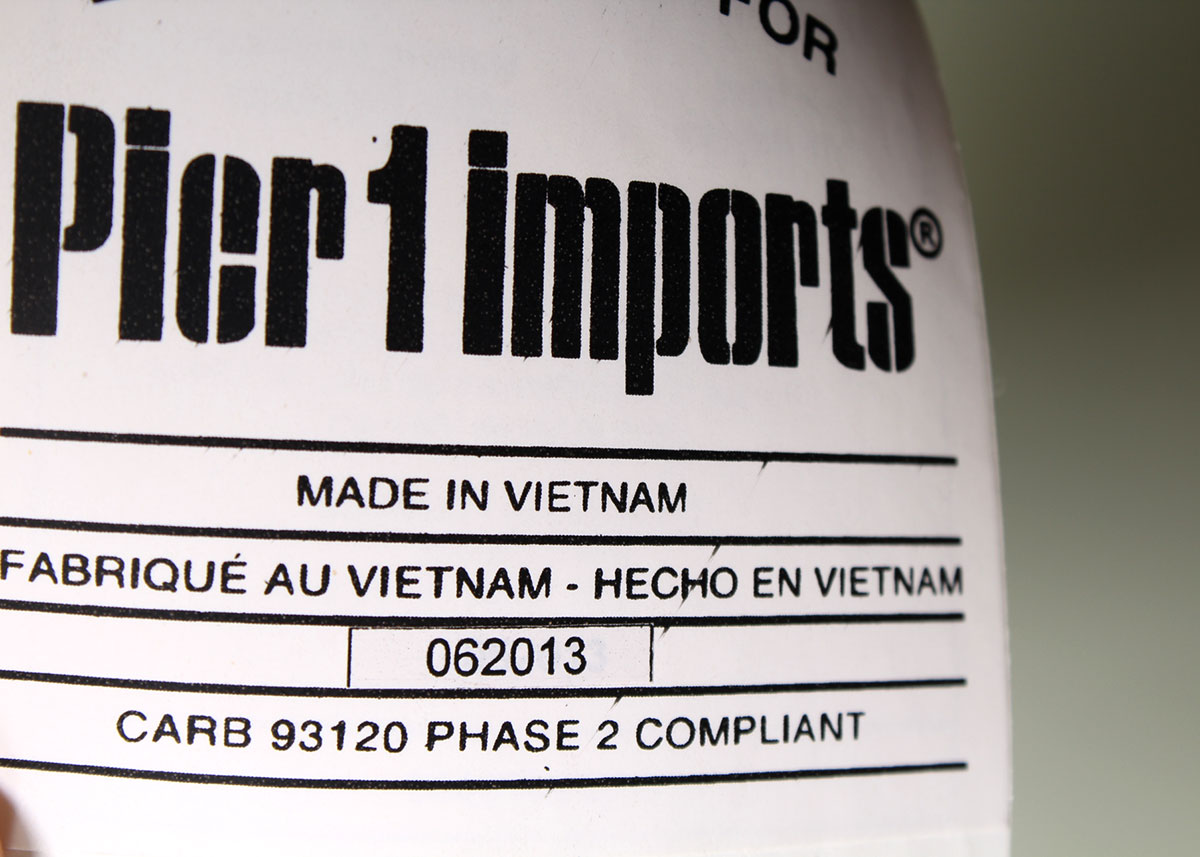 FOR
Pier 1 imports®
MADE IN VIETNAM
FABRIQUÉ AU VIETNAM - HECHO EN VIETNAM
062013
CARB 93120 PHASE 2 COMPLIANT